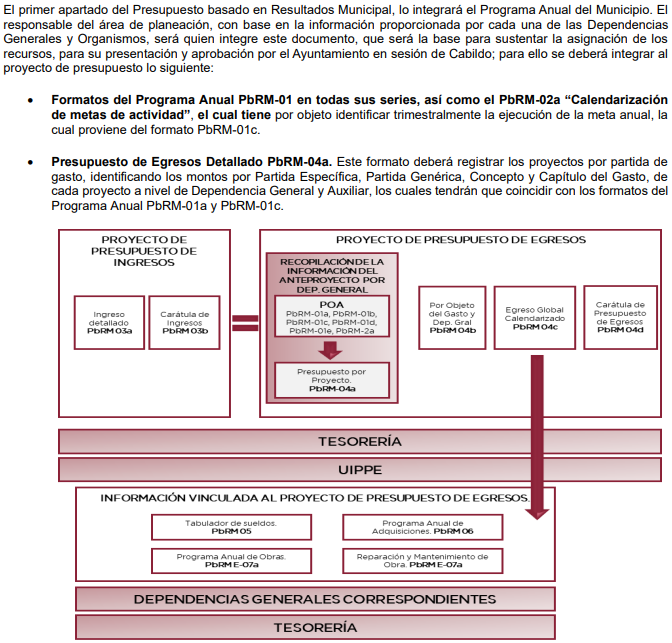 El primer apartado del Presupuesto basado en Resultados Municipal, lo integrará el Programa Anual del Municipio. El
responsable del área de planeación, con base en la información proporcionada por cada una de las Dependencias
Generales y Organismos, será quien integre este documento, que será la base para sustentar la asignación de los
recursos, para su presentación y aprobación por el Ayuntamiento en sesión de Cabildo; para ello se deberá integrar al
proyecto de presupuesto lo siguiente:
• Formatos del Programa Anual PbRM-01 en todas sus series, así como el PbRM-02a “Calendarización
de metas de actividad”, el cual tiene por objeto identificar trimestralmente la ejecución de la meta anual, la
cual proviene del formato PbRM-01c.
• Presupuesto de Egresos Detallado PbRM-04a. Este formato deberá registrar los proyectos por partida de
gasto, identificando los montos por Partida Específica, Partida Genérica, Concepto y Capítulo del Gasto, de
cada proyecto a nivel de Dependencia General y Auxiliar, los cuales tendrán que coincidir con los formatos del
Programa Anual PbRM-01a y PbRM-01c.
PROYECTO DE
PRESUPUESTO DE
INGRESOS
Ingreso
detallado
PbRM 03a
Carátula de
Ingresos
PbRM 03b
PROYECTO DE PRESUPUESTO DE EGRESOS
RECOPILACIÓN DE LA
INFORMACIÓN DEL
ANTEPROYECTO POR
DEP. GENERAL
POA
PbRM-01a, PbRM-01b,
PbRM-01c, PbRM-01d,
PbRM-01e, PbRM-2a
Presupuesto por
Proyecto.
PbRM-04a
Por Objeto
del Gasto y
Dep. Gral
PbRM 04b
Egreso Global
Calendarizado
PbRM 04c
Carátula de
Presupuesto
de Egresos
PbRM 04d
TESORERÍA
UIPPE
INFORMACIÓN VINCULADA AL PROYECTO DE PRESUPUESTO DE EGRESOS.
Tabulador de sueldos.
PbRM 05
Programa Anual de
Adquisiciones. PbRM 06
Programa Anual de Obras.
PbRM E-07a
Reparación y Mantenimiento de
Obra. PbRM E-07a
DEPENDENCIAS GENERALES CORRESPONDIENTES
TESORERÍA